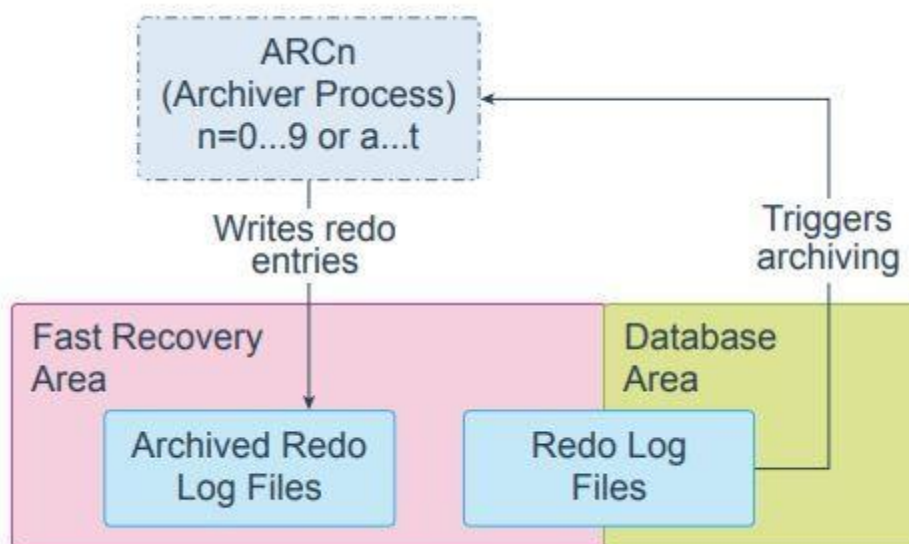 ARCn
(Archiver Process)
n=0...9 or a...t
Writes redo
entries
Triggers
archiving
Fast Recovery
Area
Database
Area
Archived Redo
Log Files
Redo Log
Files